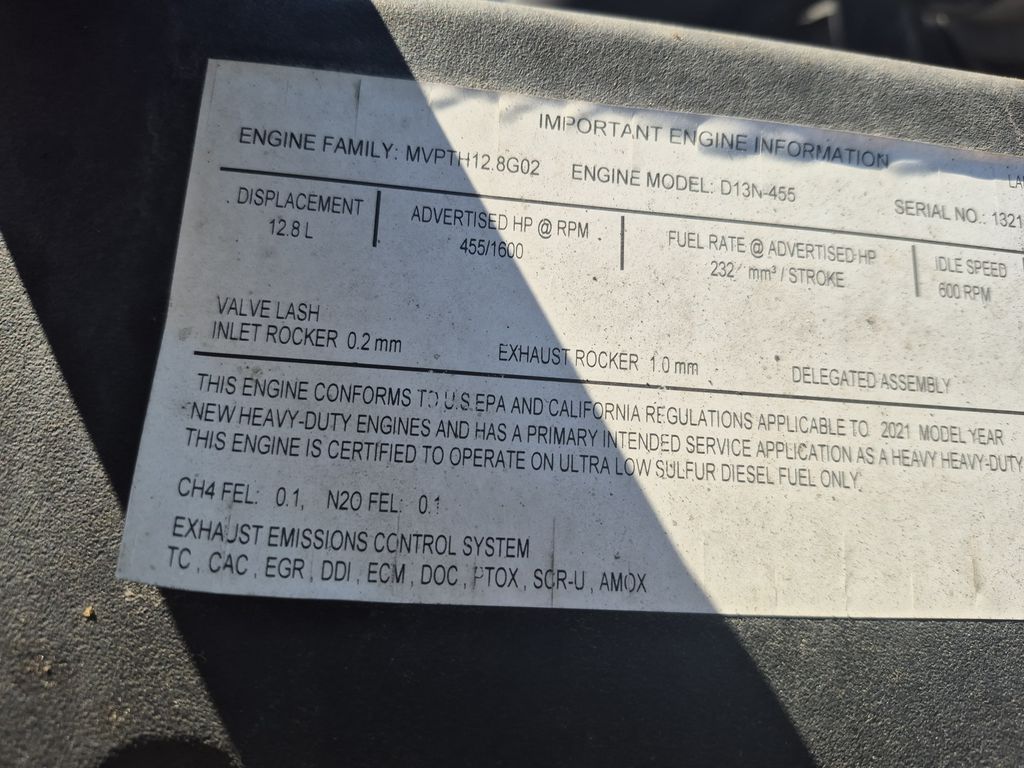 IMPORTANT ENGINE INFORMATION
ENGINE FAMILY: MVPTH12.8G02 ENGINE MODEL: D13N-455 SERIAL NO.: 1321
DISPLACEMENT ADVERTISED HP @ RPM FUEL RATE @ ADVERTISED HP IDLE SPEED
12.8 L 455/1600 232 mm³ / STROKE 600 RPM
VALVE LASH
INLET ROCKER 0.2 mm EXHAUST ROCKER 1.0 mm DELEGATED ASSEMBLY
THIS ENGINE CONFORMS TO U.S.EPA AND CALIFORNIA REGULATIONS APPLICABLE TO 2021 MODEL YEAR
NEW HEAVY-DUTY ENGINES AND HAS A PRIMARY INTENDED SERVICE APPLICATION AS A HEAVY HEAVY-DUTY
THIS ENGINE IS CERTIFIED TO OPERATE ON ULTRA LOW SULFUR DIESEL FUEL ONLY.
CH4 FEL: 0.1, N2O FEL: 0.1
EXHAUST EMISSIONS CONTROL SYSTEM
TC , CAC , EGR , DDI , ECM , DOC , PTOX , SCR-U , AMOX